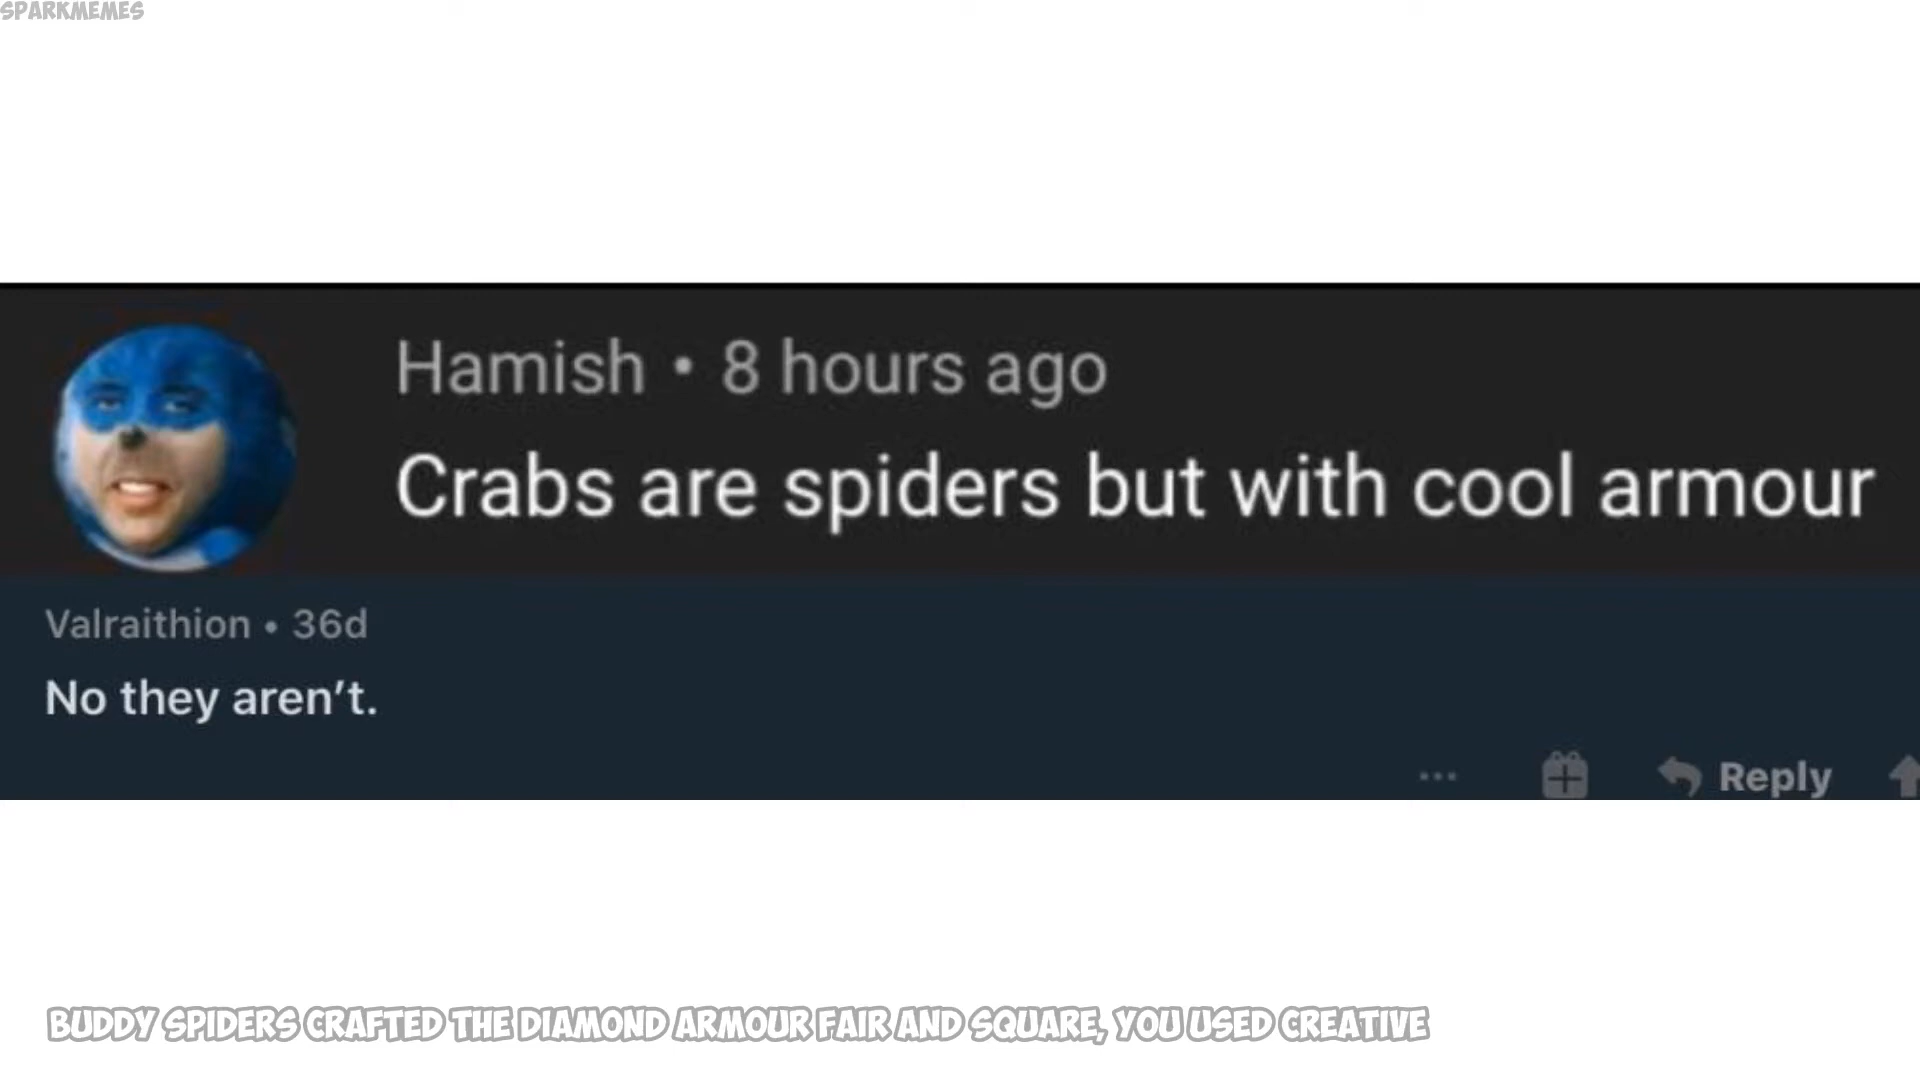 SPARKMEMES
Hamish • 8 hours ago
Crabs are spiders but with cool armour
Valraithion • 36d
No they aren't.
... Reply
BUDDY SPIDERS CRAFTED THE DIAMOND ARMOUR FAIR AND SQUARE, YOU USED CREATIVE